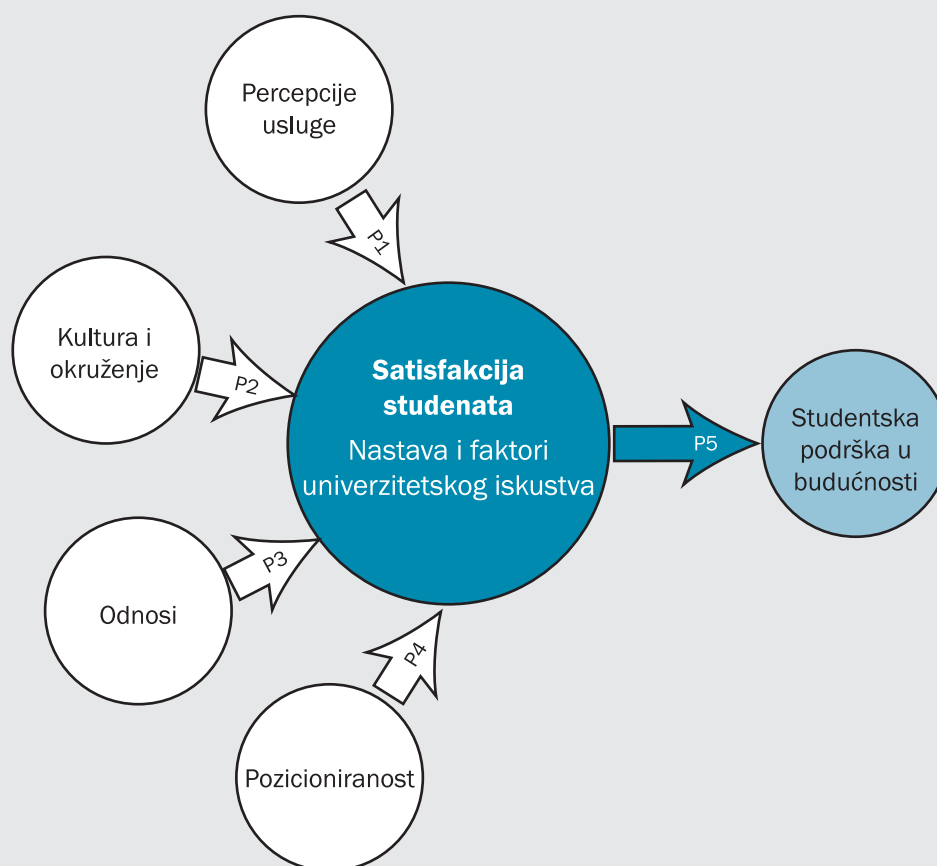 Percepcije
usluge
P1
Kultura i
okruženje
P2
Satisfakcija
studenata
Nastava i faktori
univerzitetskog iskustva
P5
Studentska
podrška u
budućnosti
P3
Odnosi
P4
Pozicioniranost